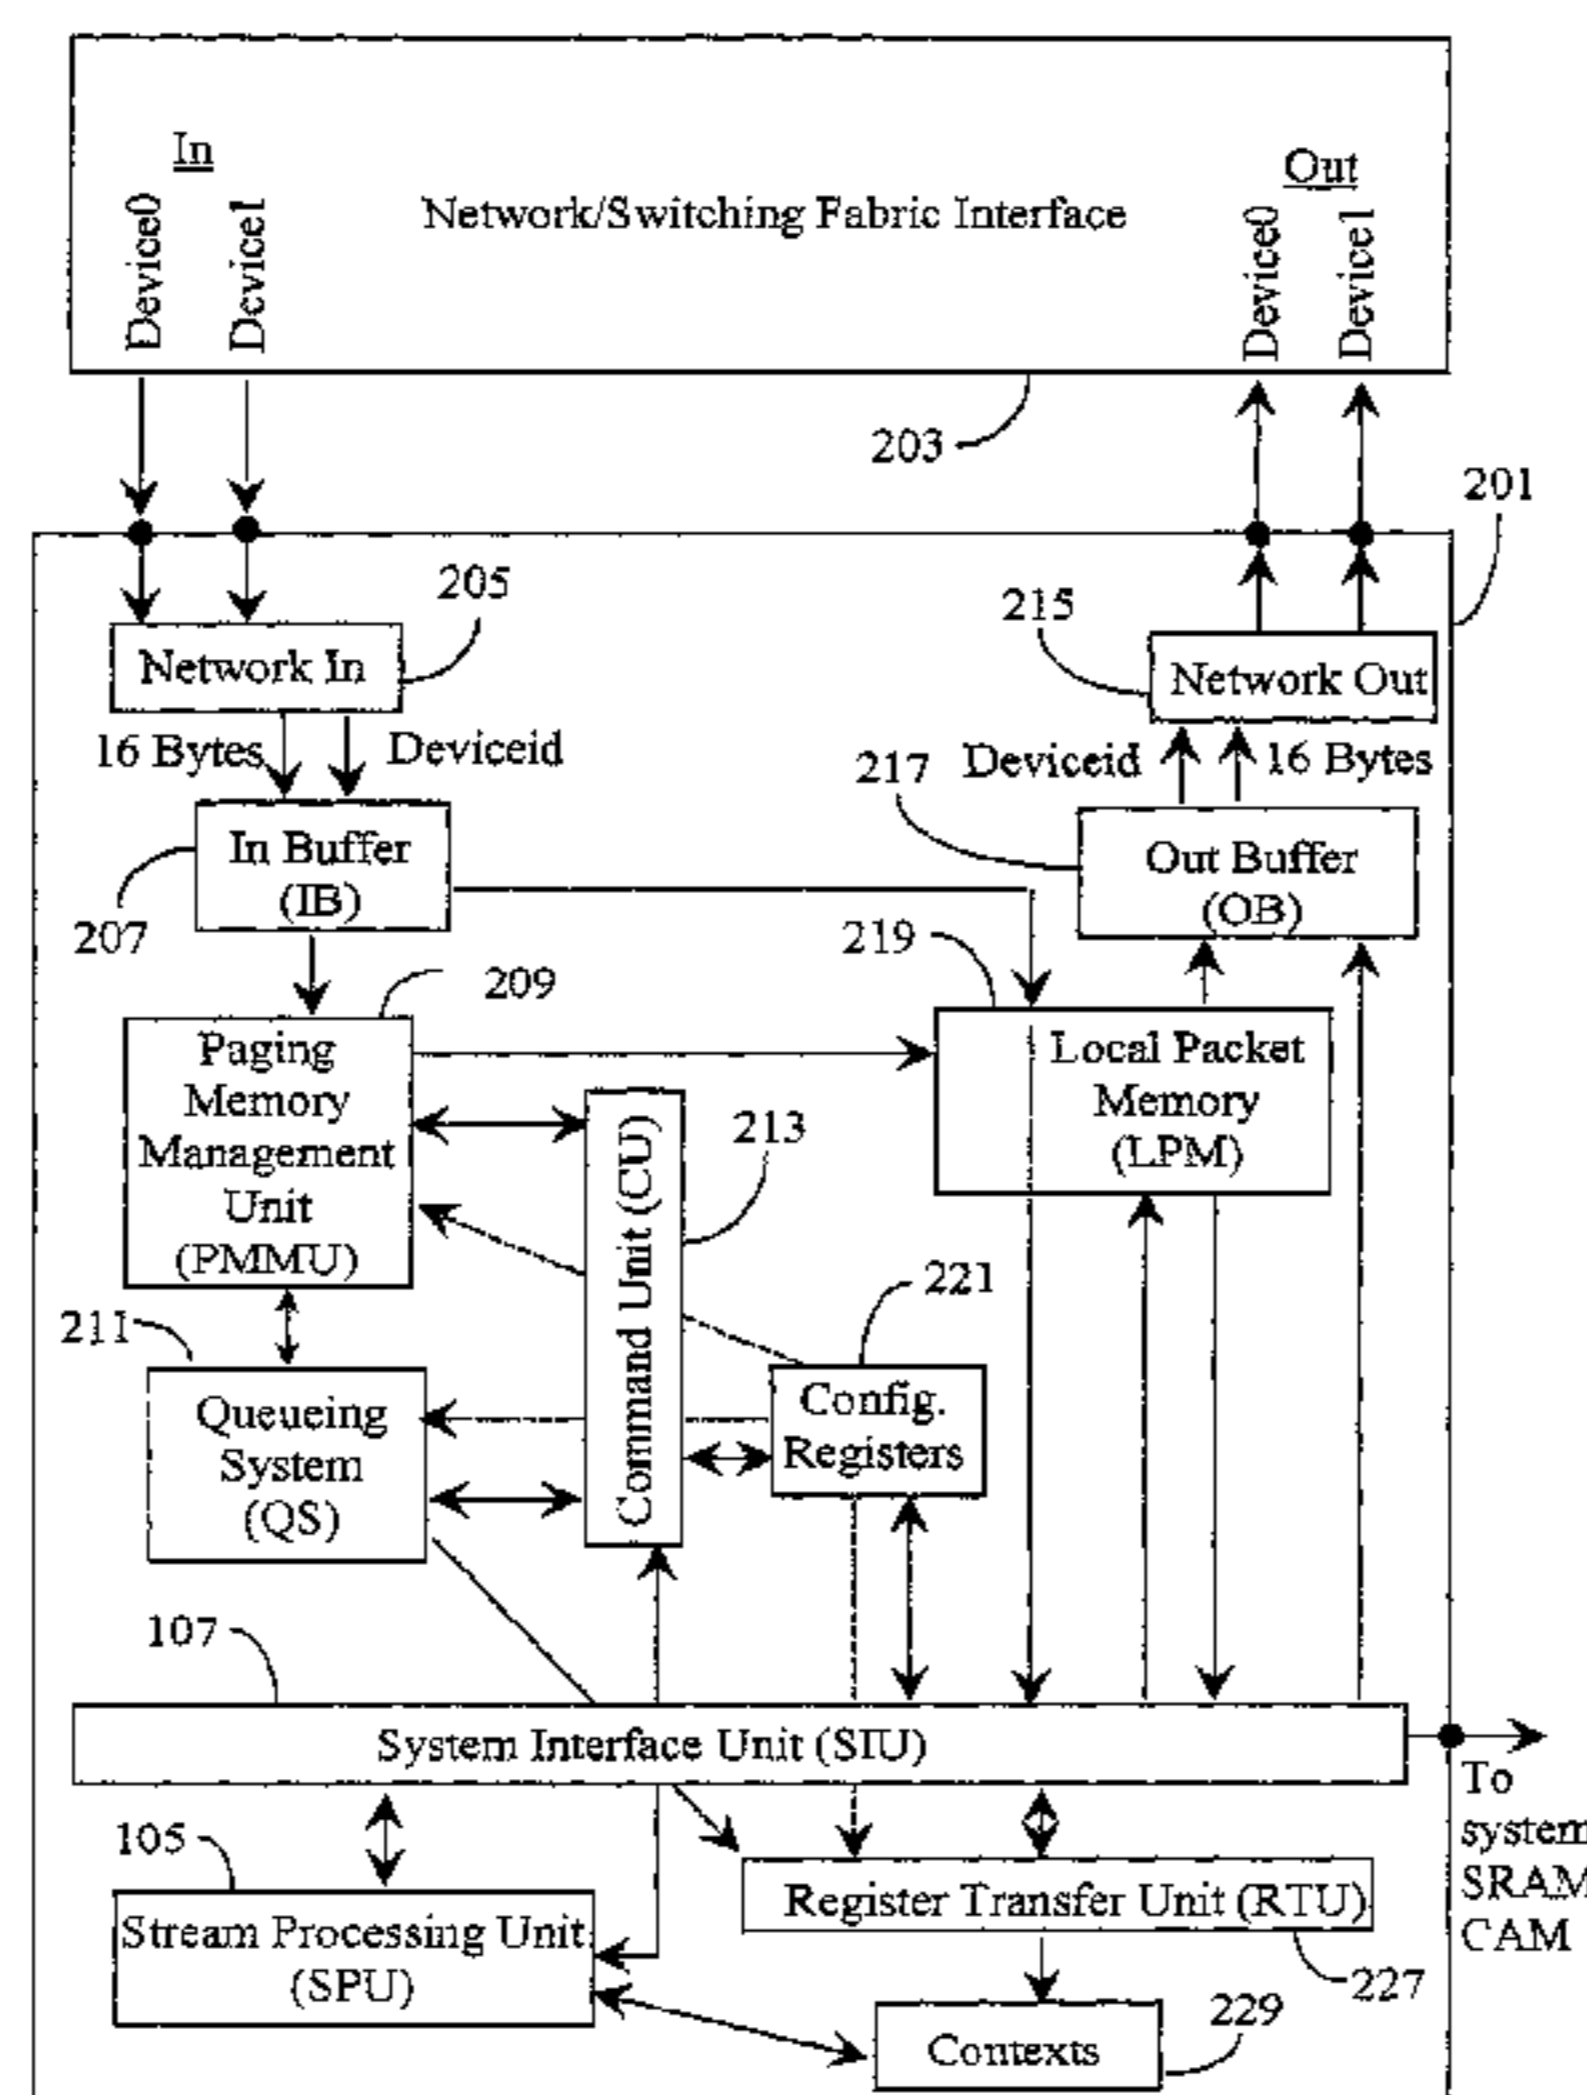 In
Out
Device0
Device1
Network/Switching Fabric Interface
Device0
Device1
203
201
205
215
Network In
Network Out
16 Bytes
Deviceid
217
Deviceid
16 Bytes
In Buffer
(IB)
Out Buffer
(OB)
207
219
209
Paging
Memory
Management
Unit
(PMMU)
Local Packet
Memory
(LPM)
213
Command Unit (CU)
221
211
Queueing
System
(QS)
Config.
Registers
107
System Interface Unit (SIU)
To
system
SRAM
CAM
105
Stream Processing Unit
(SPU)
Register Transfer Unit (RTU)
227
229
Contexts